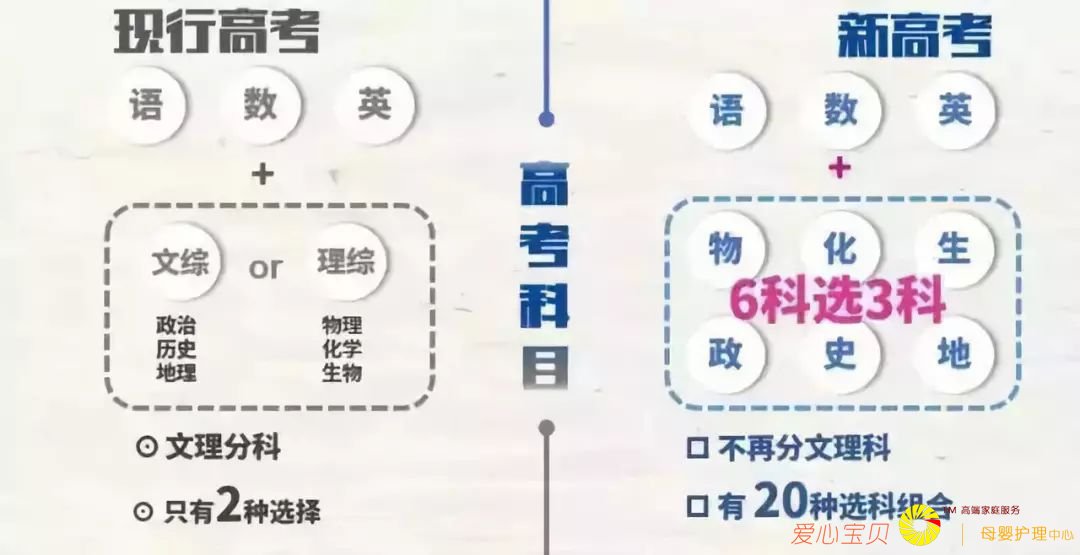 现行高考
语 数 英
+
文综 or 理综
政治 物理
历史 化学
地理 生物
文理分科
只有2种选择
高考科目
新高考
语 数 英
+
物 化 生
6科选3科
政 史 地
不再分文理科
有20种选科组合
爱心宝贝
TM 高端家庭服务
母婴护理中心